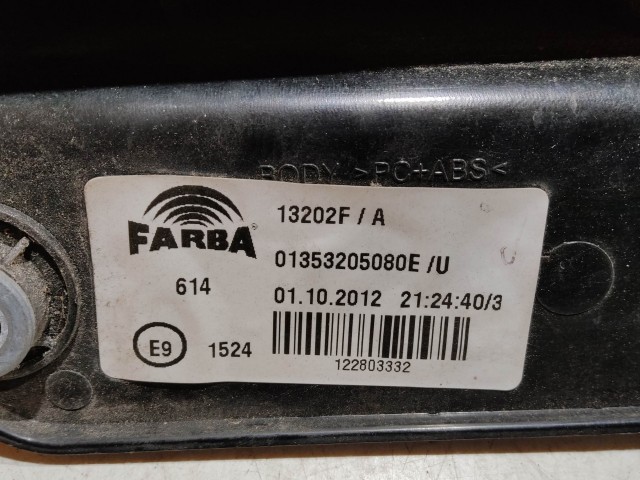 BODY >PC+ABS<
FARBA
13202F / A
01353205080E /U
614
01.10.2012 21:24:40/3
E9 1524
122803332